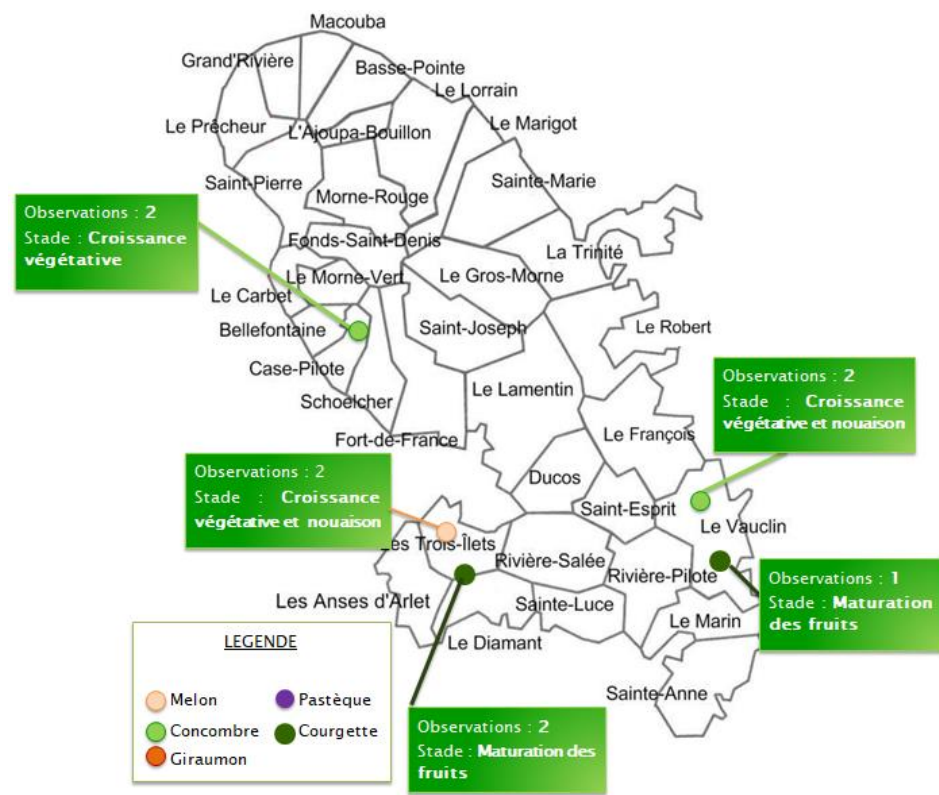 Macouba
Grand'Rivière
Basse-Pointe
Le Lorrain
Le Prêcheur
L'Ajoupa-Bouillon
Le Marigot
Saint-Pierre
Morne-Rouge
Sainte-Marie
Observations : 2
Stade : Croissance
végétative
Fonds-Saint-Denis
La Trinité
Le Morne-Vert
Le Gros-Morne
Le Carbet
Bellefontaine
Saint-Joseph
Le Robert
Case-Pilote
Le Lamentin
Schoelcher
Observations : 2
Stade : Croissance
végétative et nouaison
Fort-de-France
Le François
Observations : 2
Stade : Croissance
végétative et nouaison
Ducos
Saint-Esprit
Le Vauclin
Les Trois-Îlets
Rivière-Salée
Rivière-Pilote
Observations : 1
Stade : Maturation
des fruits
Les Anses d'Arlet
Sainte-Luce
Le Marin
Le Diamant
Sainte-Anne
LEGENDE
Melon
Pastèque
Concombre
Courgette
Giraumon
Observations : 2
Stade : Maturation des
fruits